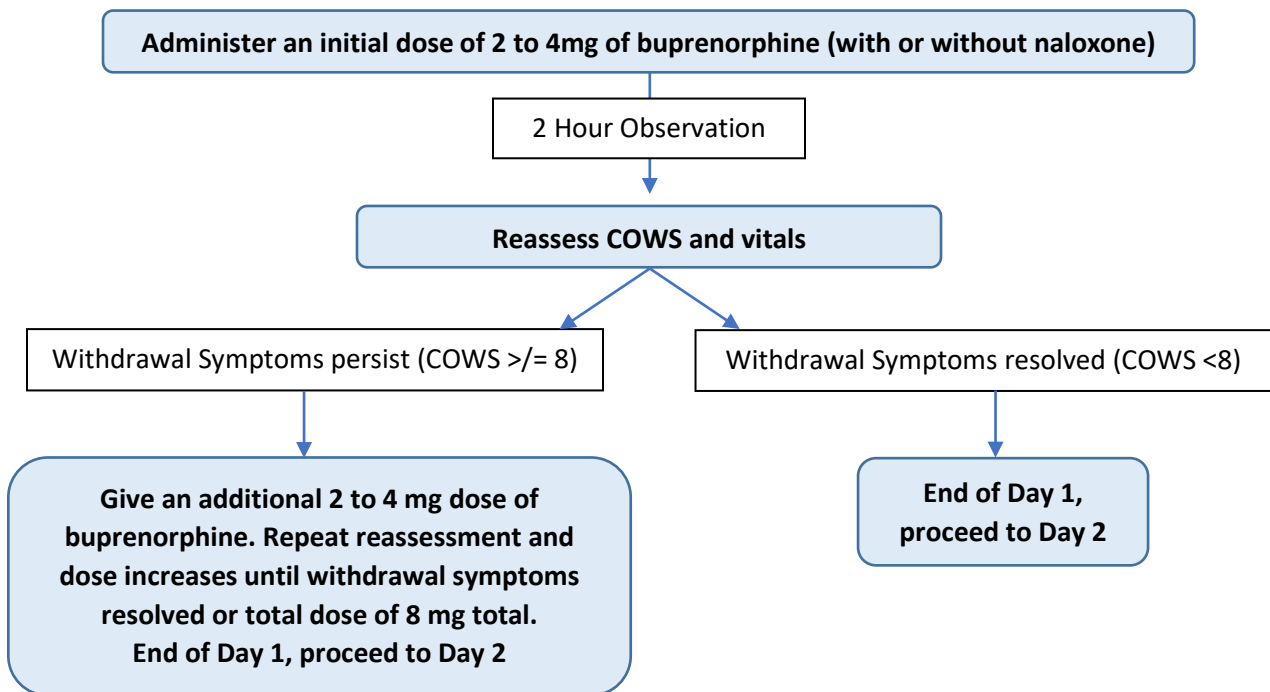 Administer an initial dose of 2 to 4mg of buprenorphine (with or without naloxone)
2 Hour Observation
Reassess COWS and vitals
Withdrawal Symptoms persist (COWS >/= 8)
Withdrawal Symptoms resolved (COWS <8)
Give an additional 2 to 4 mg dose of
buprenorphine. Repeat reassessment and
dose increases until withdrawal symptoms
resolved or total dose of 8 mg total.
End of Day 1, proceed to Day 2
End of Day 1,
proceed to Day 2